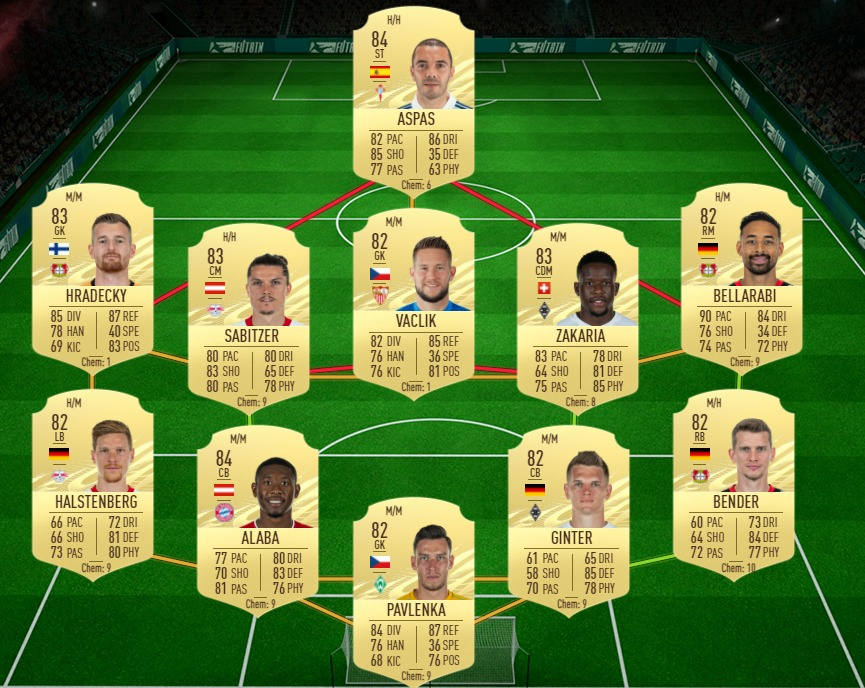 FUTBIN
FUTBIN
FUTBIN
FUTBIN
H/H
84
ST
ASPAS
82 PAC 86 DRI
85 SHO 35 DEF
77 PAS 63 PHY
Chem: 6
M/M
83
GK
HRADECKY
85 DIV 87 REF
78 HAN 40 SPE
69 KIC 83 POS
Chem: 1
H/H
83
CM
SABITZER
80 PAC 80 DRI
83 SHO 65 DEF
80 PAS 78 PHY
Chem: 9
M/M
82
GK
VACLIK
82 DIV 85 REF
76 HAN 36 SPE
76 KIC 81 POS
Chem: 1
M/M
83
CDM
ZAKARIA
83 PAC 78 DRI
64 SHO 81 DEF
75 PAS 85 PHY
Chem: 8
H/M
82
RM
BELLARABI
90 PAC 84 DRI
76 SHO 34 DEF
74 PAS 72 PHY
Chem: 9
H/M
82
LB
HALSTENBERG
66 PAC 72 DRI
66 SHO 81 DEF
73 PAS 80 PHY
Chem: 9
M/M
84
CB
ALABA
77 PAC 80 DRI
70 SHO 83 DEF
81 PAS 76 PHY
Chem: 9
M/M
82
GK
PAVLENKA
84 DIV 87 REF
76 HAN 36 SPE
68 KIC 76 POS
Chem: 9
M/M
82
CB
GINTER
61 PAC 65 DRI
58 SHO 85 DEF
70 PAS 78 PHY
Chem: 9
M/H
82
RB
BENDER
60 PAC 73 DRI
64 SHO 84 DEF
72 PAS 77 PHY
Chem: 10